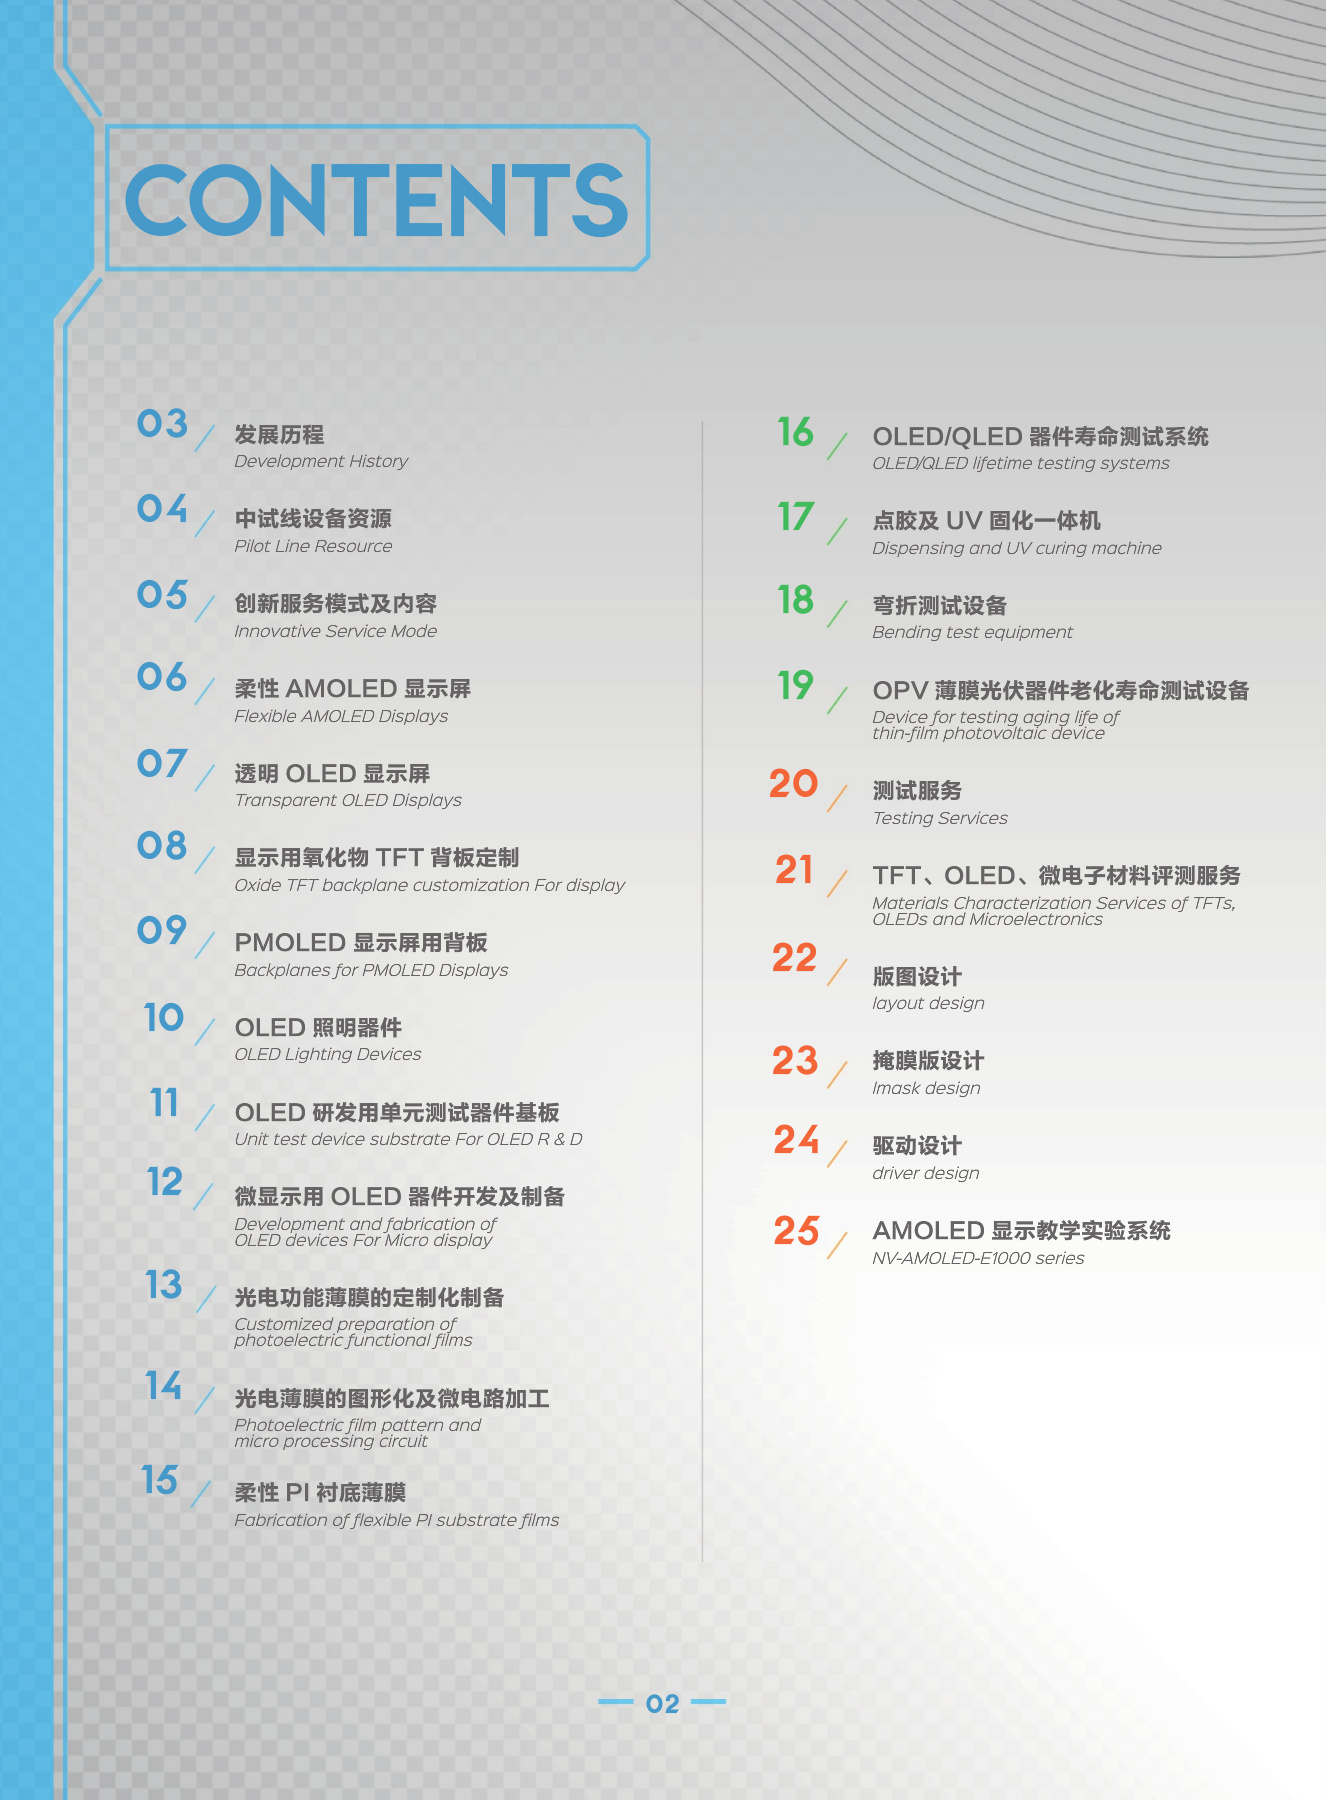 CONTENTS
03
发展历程
Development History
04
中试线设备资源
Pilot Line Resource
05
创新服务模式及内容
Innovative Service Mode
06
柔性 AMOLED 显示屏
Flexible AMOLED Displays
07
透明 OLED 显示屏
Transparent OLED Displays
08
显示用氧化物 TFT 背板定制
Oxide TFT backplane customization For display
09
PMOLED 显示屏用背板
Backplanes for PMOLED Displays
10
OLED 照明器件
OLED Lighting Devices
11
OLED 研发用单元测试器件基板
Unit test device substrate For OLED R & D
12
微显示用 OLED 器件开发及制备
Development and fabrication of
OLED devices For Micro display
13
光电功能薄膜的定制化制备
Customized preparation of
photoelectric functional films
14
光电薄膜的图形化及微电路加工
Photoelectric film pattern and
micro processing circuit
15
柔性 PI 衬底薄膜
Fabrication of flexible PI substrate films
16
OLED/QLED 器件寿命测试系统
OLED/QLED lifetime testing systems
17
点胶及 UV 固化一体机
Dispensing and UV curing machine
18
弯折测试设备
Bending test equipment
19
OPV 薄膜光伏器件老化寿命测试设备
Device for testing aging life of
thin-film photovoltaic device
20
测试服务
Testing Services
21
TFT、OLED、微电子材料评测服务
Materials Characterization Services of TFTs,
OLEDs and Microelectronics
22
版图设计
layout design
23
掩膜版设计
lmask design
24
驱动设计
driver design
25
AMOLED 显示教学实验系统
NV-AMOLED-E1000 series
02